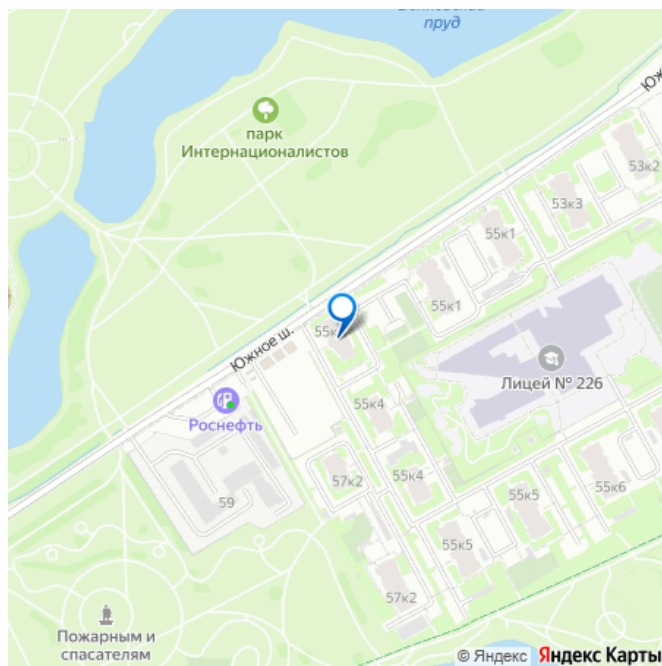 пруд
парк
Интернационалистов
Юж
53к2
53к3
55к1
55к1
Южное ш.
Лицей № 226
Роснефть
55к4
57к2
55к4
59
55к5
55к6
55к5
57к2
Пожарным и
спасателям
© Яндекс Яндекс Карты